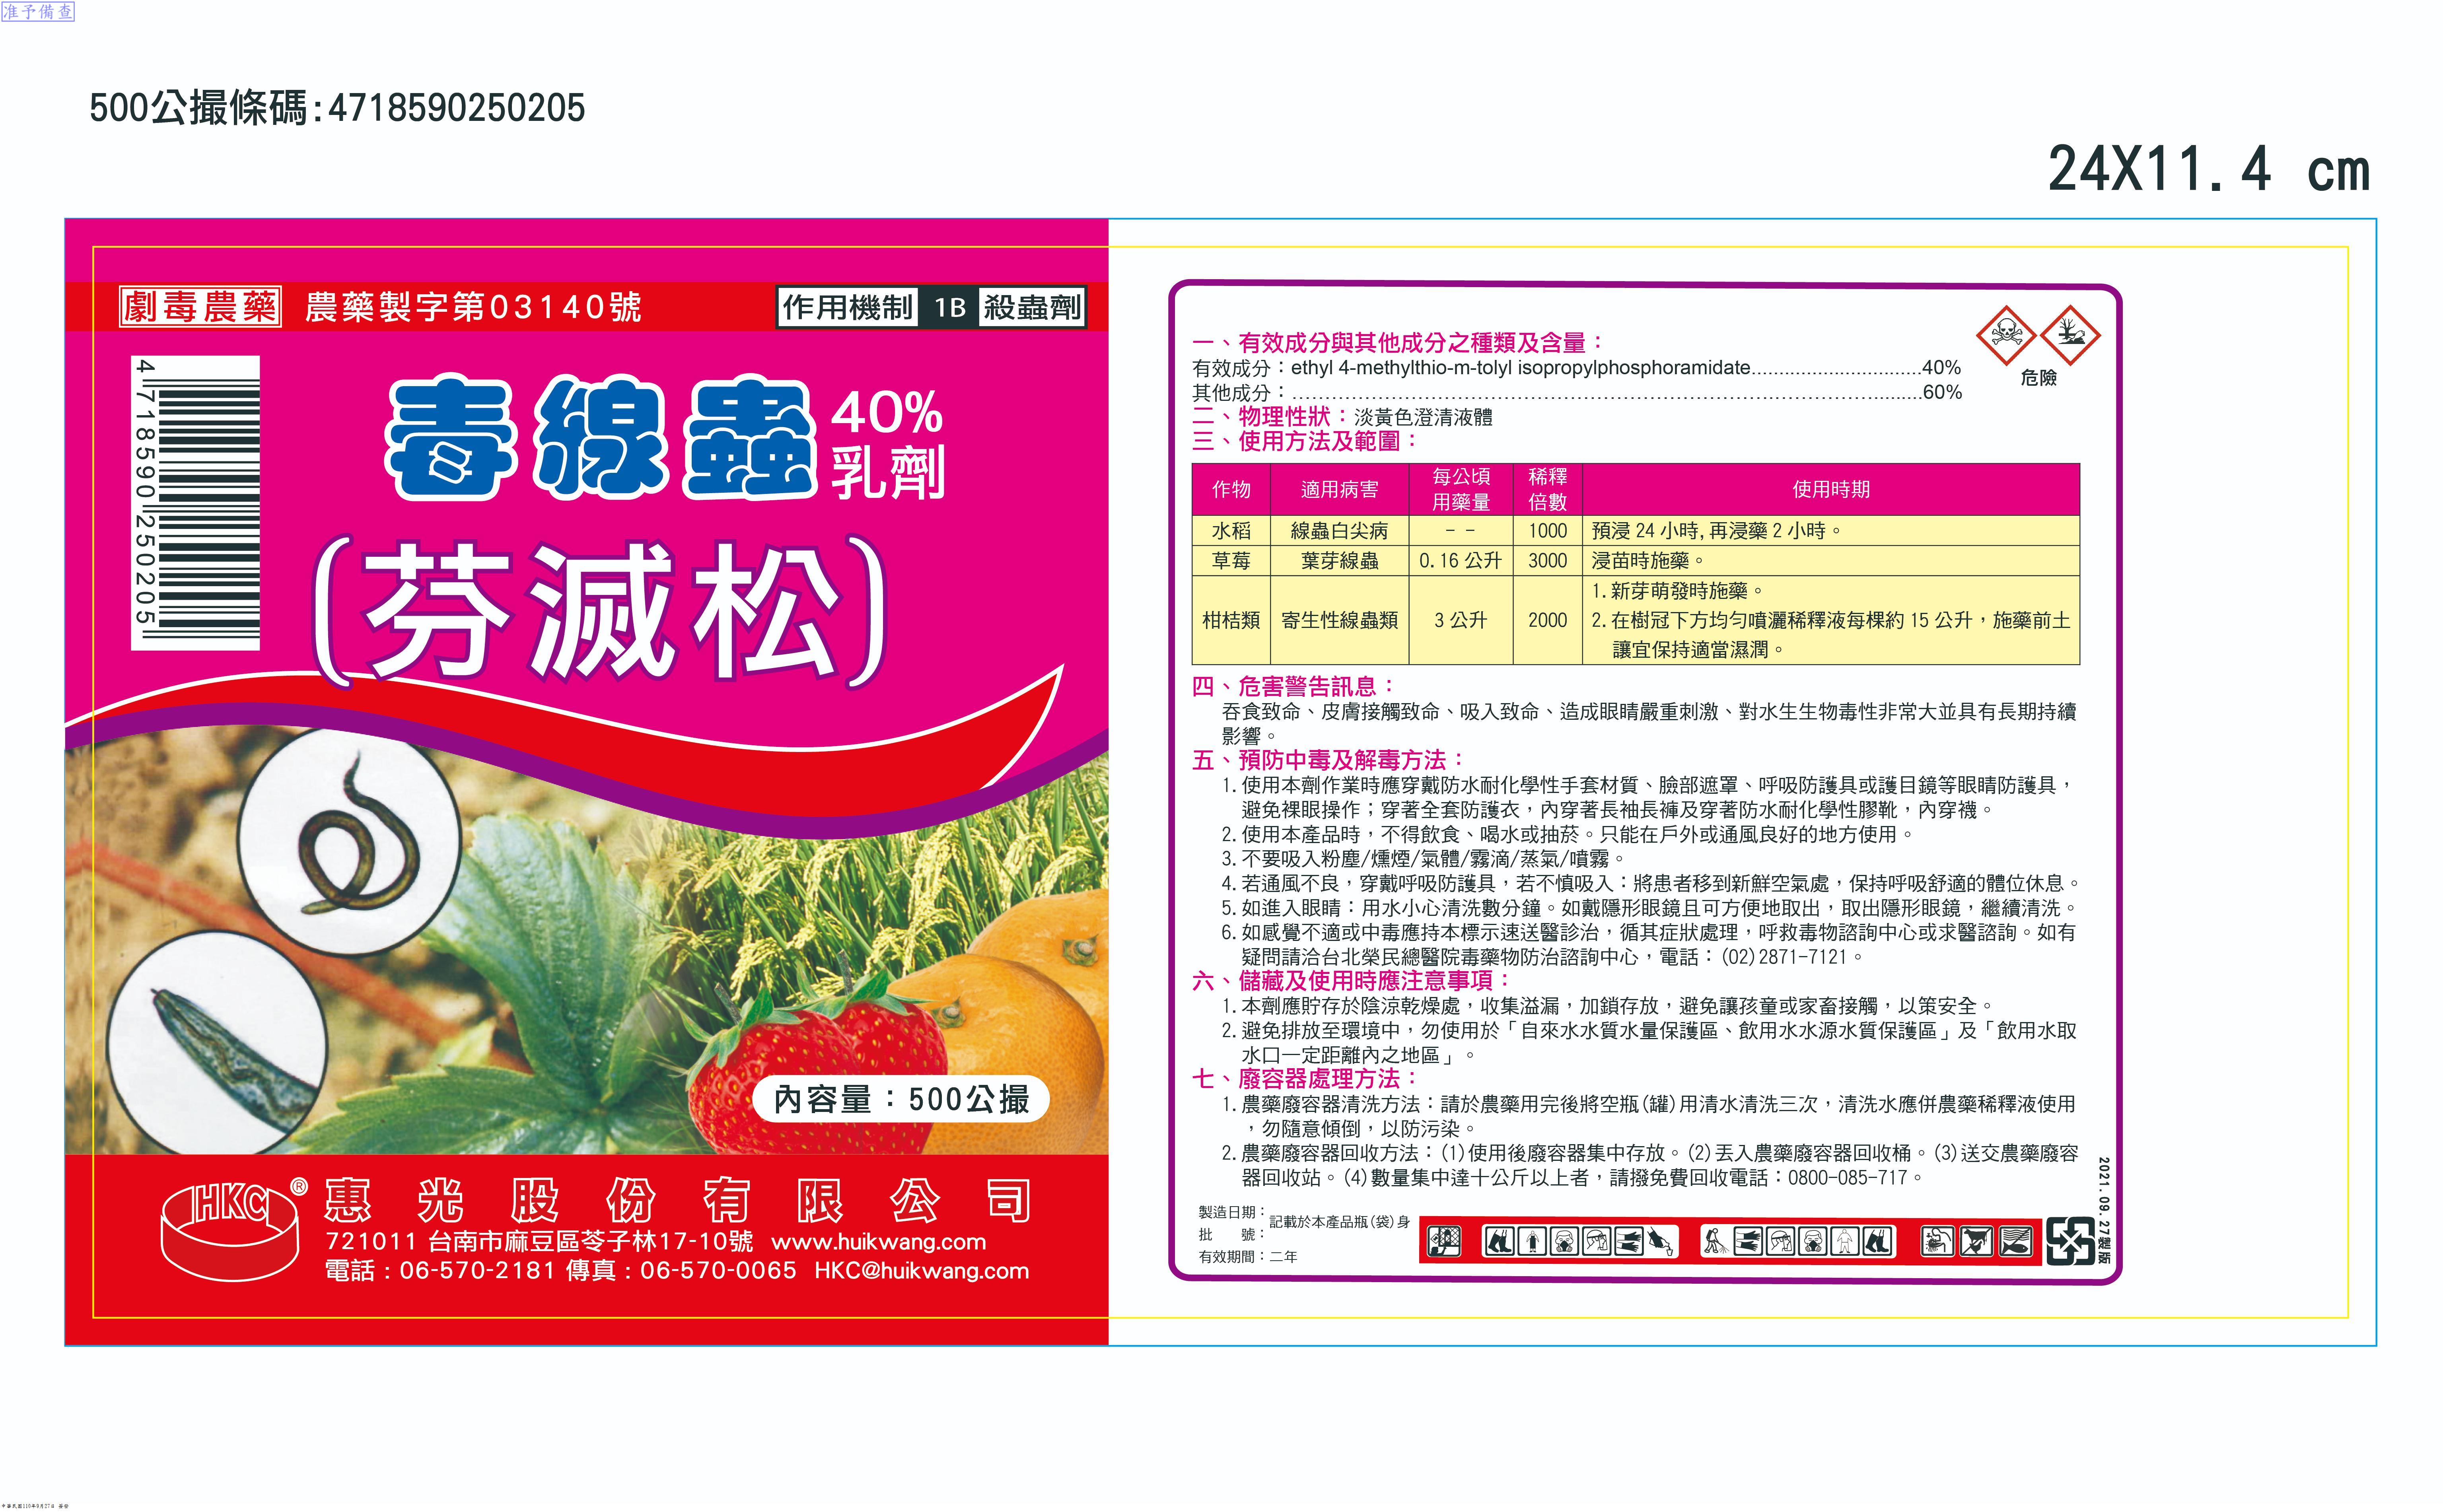 准予備查
500公撮條碼:4718590250205
24X11.4 cm
劇毒農藥 農藥製字第03140號 作用機制 1B 殺蟲劑
4 718590 250205
毒線蟲 40%
乳劑
(芬滅松)
內容量：500公撮
HKC® 惠光股份有限公司
721011 台南市麻豆區苓子林17-10號 www.huikwang.com
電話：06-570-2181 傳真：06-570-0065 HKC@huikwang.com
一、有效成分與其他成分之種類及含量：
有效成分：ethyl 4-methylthio-m-tolyl isopropylphosphoramidate...............................40%
其他成分：...............................60%
危險
二、物理性狀：淡黃色澄清液體
三、使用方法及範圍：
作物 適用病害 每公頃用藥量 稀釋倍數 使用時期
水稻 線蟲白尖病 -- 1000 預浸24小時,再浸藥2小時。
草莓 葉芽線蟲 0.16公升 3000 浸苗時施藥。
柑桔類 寄生性線蟲類 3公升 2000 1.新芽萌發時施藥。
2.在樹冠下方均勻噴灑稀釋液每棵約15公升，施藥前土
讓宜保持適當濕潤。
四、危害警告訊息：
吞食致命、皮膚接觸致命、吸入致命、造成眼睛嚴重刺激、對水生生物毒性非常大並具有長期持續
影響。
五、預防中毒及解毒方法：
1.使用本劑作業時應穿戴防水耐化學性手套材質、臉部遮罩、呼吸防護具或護目鏡等眼睛防護具，
避免裸眼操作；穿著全套防護衣，內穿著長袖長褲及穿著防水耐化學性膠靴，內穿襪。
2.使用本產品時，不得飲食、喝水或抽菸。只能在戶外或通風良好的地方使用。
3.不要吸入粉塵/燻煙/氣體/霧滴/蒸氣/噴霧。
4.若通風不良，穿戴呼吸防護具，若不慎吸入：將患者移到新鮮空氣處，保持呼吸舒適的體位休息。
5.如進入眼睛：用水小心清洗數分鐘。如戴隱形眼鏡且可方便地取出，取出隱形眼鏡，繼續清洗。
6.如感覺不適或中毒應持本標示速送醫診治，循其症狀處理，呼救毒物諮詢中心或求醫諮詢。如有
疑問請洽台北榮民總醫院毒藥物防治諮詢中心，電話：(02)2871-7121。
六、儲藏及使用時應注意事項：
1.本劑應貯存於陰涼乾燥處，收集溢漏，加鎖存放，避免讓孩童或家畜接觸，以策安全。
2.避免排放至環境中，勿使用於「自來水水質水量保護區、飲用水水源水質保護區」及「飲用水取
水口一定距離內之地區」。
七、廢容器處理方法：
1.農藥廢容器清洗方法：請於農藥用完後將空瓶(罐)用清水清洗三次，清洗水應併農藥稀釋液使用
，勿隨意傾倒，以防污染。
2.農藥廢容器回收方法：(1)使用後廢容器集中存放。(2)丟入農藥廢容器回收桶。(3)送交農藥廢容
器回收站。(4)數量集中達十公斤以上者，請撥免費回收電話：0800-085-717。
製造日期：
批　　號：記載於本產品瓶(袋)身
有效期間：二年
2021.09.27製版
中華民國110年9月27日